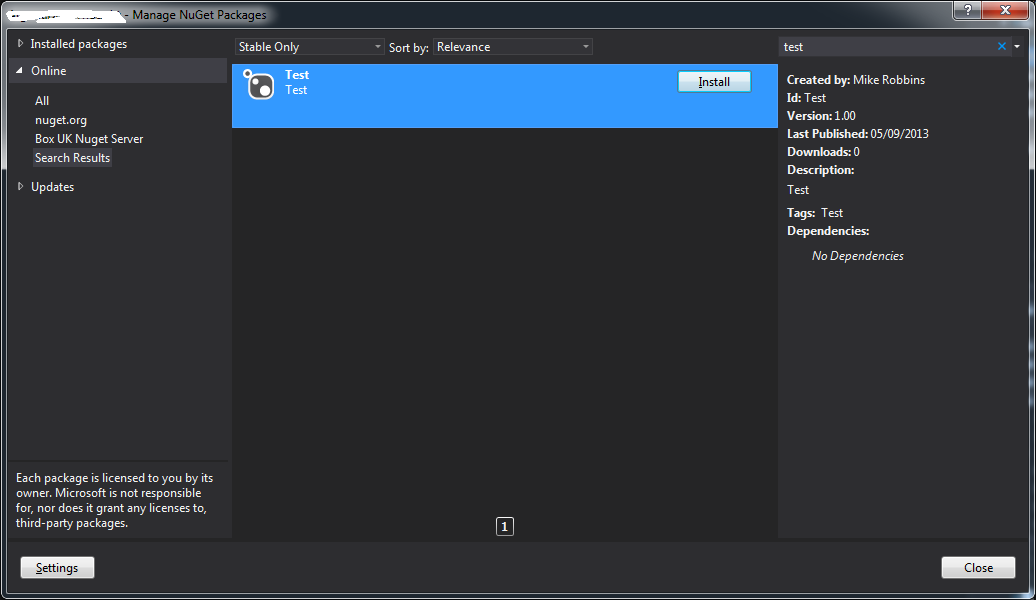 - Manage NuGet Packages
?
Installed packages
Online
All
nuget.org
Box UK Nuget Server
Search Results
Updates
Each package is licensed to you by its
owner. Microsoft is not responsible
for, nor does it grant any licenses to,
third-party packages.
Stable Only
Sort by: Relevance
Test
Test
Install
1
test
Created by: Mike Robbins
Id: Test
Version: 1.00
Last Published: 05/09/2013
Downloads: 0
Description:
Test
Tags: Test
Dependencies:
No Dependencies
Settings
Close